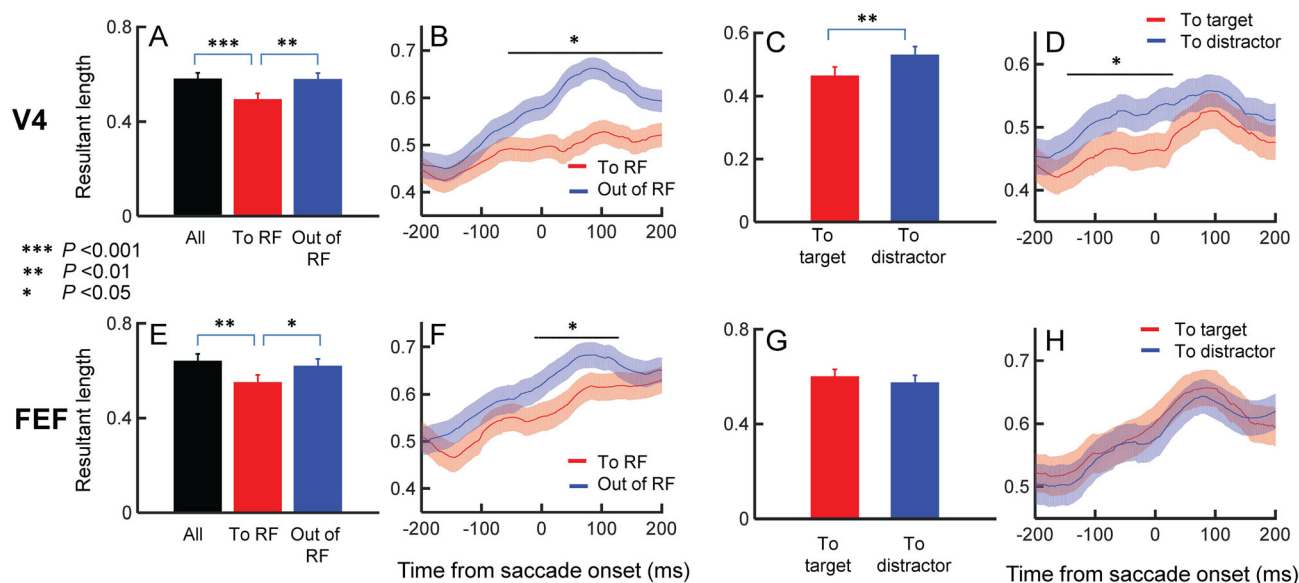 A
B
C
D
To target
To distractor
V4
Resultant length
0.8
0.4
0
***
**
All
To RF
Out of
RF
*
0.7
0.6
0.5
0.4
To RF
Out of RF
-200
-100
0
100
200
**
0.6
0.4
0.2
0
To
target
To
distractor
*
0.7
0.6
0.5
0.4
-200
-100
0
100
200
*** P <0.001
** P <0.01
* P <0.05
E
F
G
H
FEF
Resultant length
0.8
0.4
0
**
*
All
To RF
Out of
RF
*
0.7
0.6
0.5
0.4
To RF
Out of RF
-200
-100
0
100
200
Time from saccade onset (ms)
0.8
0.4
0
To
target
To
distractor
To target
To distractor
0.7
0.6
0.5
-200
-100
0
100
200
Time from saccade onset (ms)